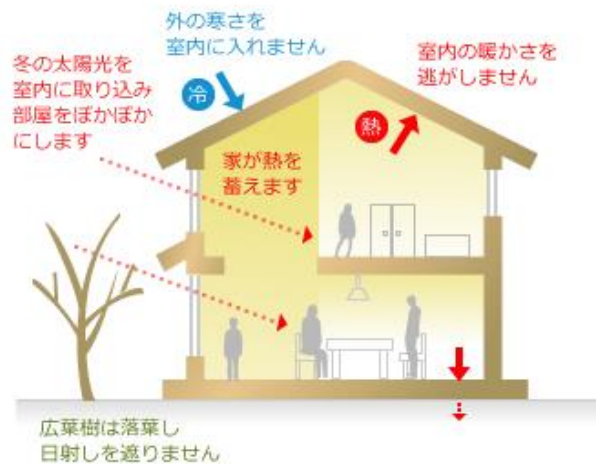 外の寒さを
室内に入れません
冷
室内の暖かさを
逃がしません
熱
冬の太陽光を
室内に取り込み
部屋をぽかぽか
にします
家が熱を
蓄えます
広葉樹は落葉し
日射しを遮りません